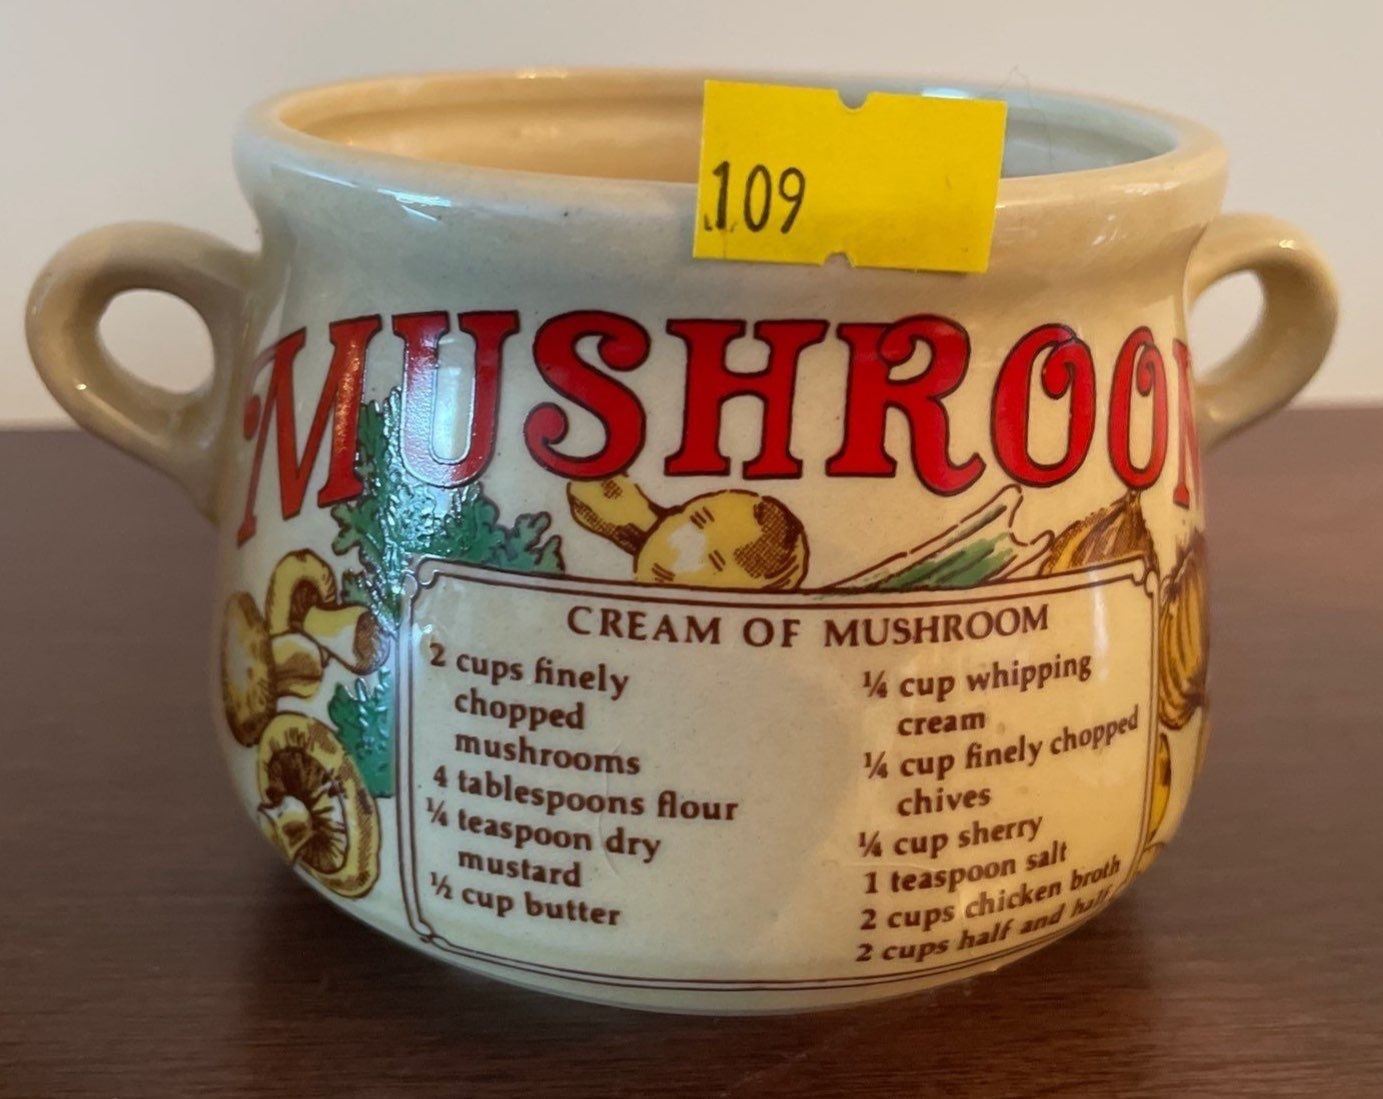 109
MUSHROOM
CREAM OF MUSHROOM
2 cups finely
chopped
mushrooms
4 tablespoons flour
¼ teaspoon dry
mustard
½ cup butter
¼ cup whipping
cream
¼ cup finely chopped
chives
¼ cup sherry
1 teaspoon salt
2 cups chicken broth
2 cups half and half